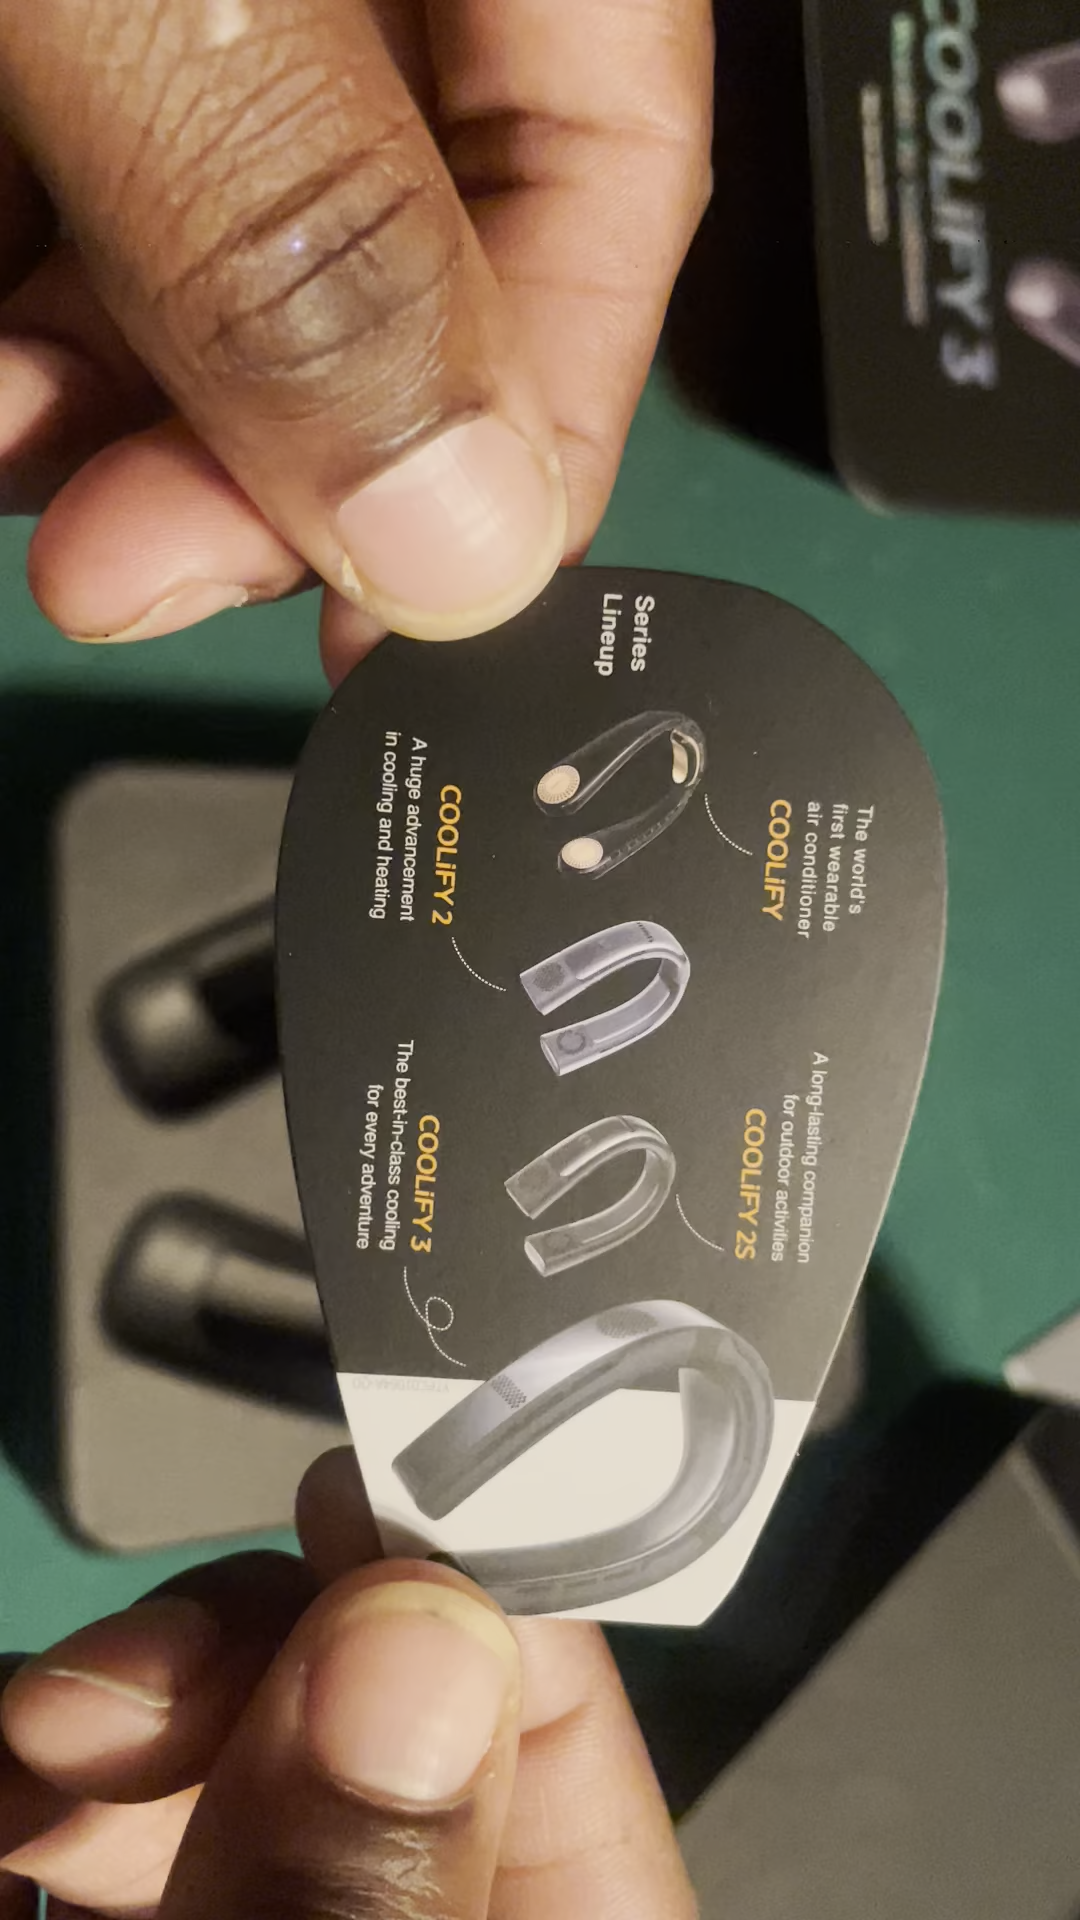 Series
Lineup
The world's
first wearable
air conditioner
COOLiFY
COOLiFY 2
A huge advancement
in cooling and heating
A long-lasting companion
for outdoor activities
COOLiFY 2S
COOLiFY 3
The best-in-class cooling
for every adventure
COOLiFY 3